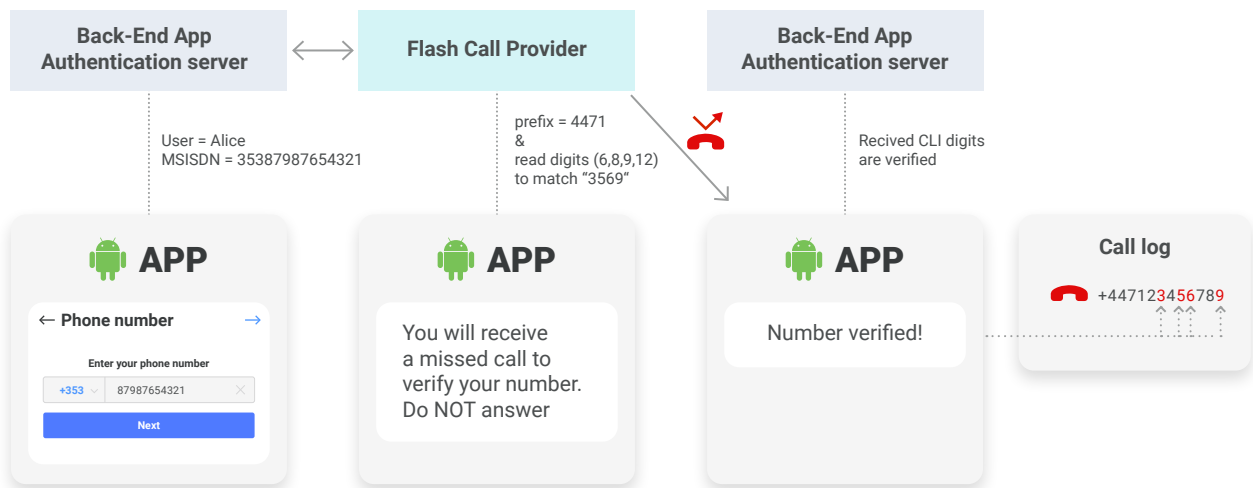 Back-End App
Authentication server
Flash Call Provider
Back-End App
Authentication server
User = Alice
MSISDN = 35387987654321
prefix = 4471
&
read digits (6,8,9,12)
to match “3569“
Recived CLI digits
are verified
APP
← Phone number →
Enter your phone number
+353 87987654321
Next
APP
You will receive
a missed call to
verify your number.
Do NOT answer
APP
Number verified!
Call log
+447123456789